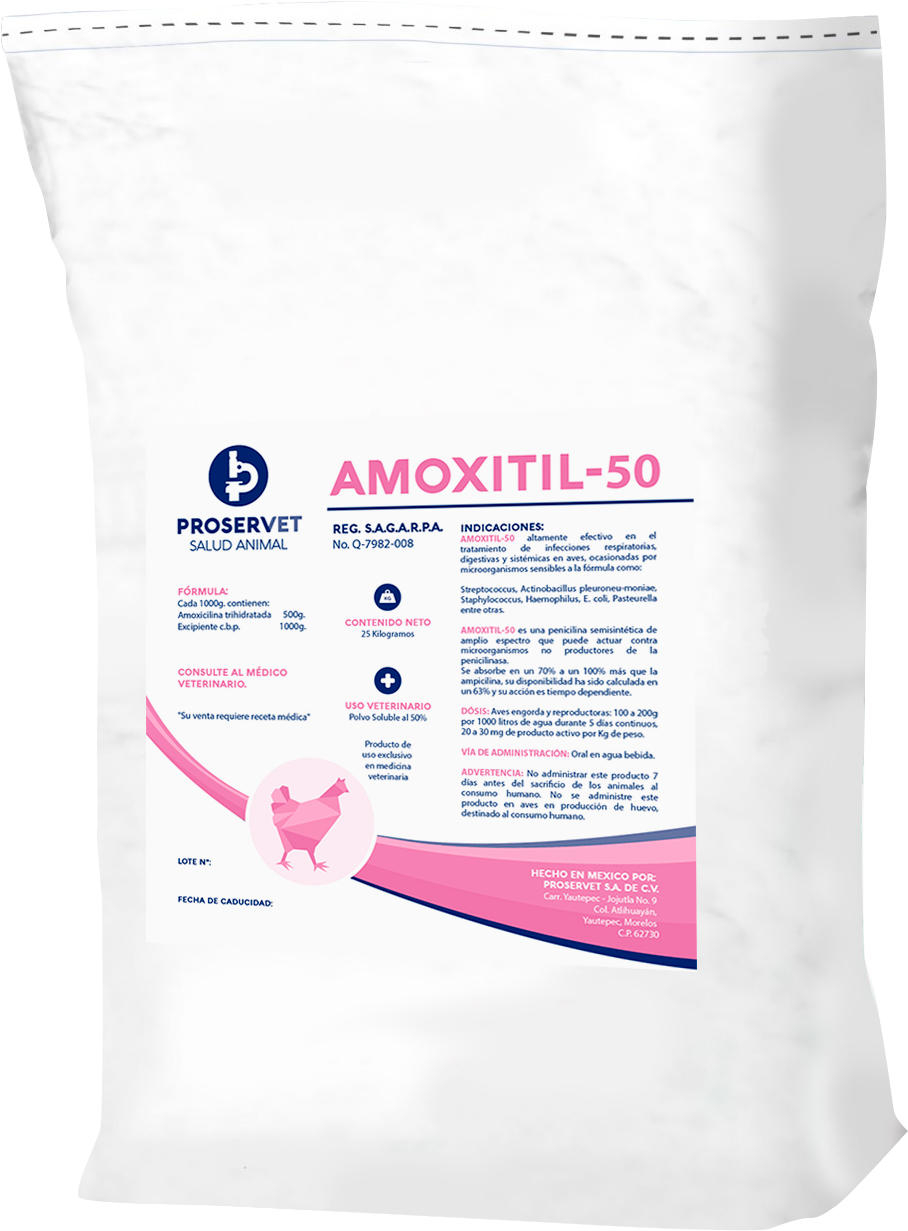 PROSERVET
SALUD ANIMAL
AMOXITIL-50
REG. S.A.G.A.R.P.A.
No. Q-7982-008
FÓRMULA:
Cada 1000g. contienen:
Amoxicilina trihidratada 500g.
Excipiente c.b.p. 1000g.
CONSULTE AL MÉDICO
VETERINARIO.
"Su venta requiere receta médica"
KG
CONTENIDO NETO
25 Kilogramos
USO VETERINARIO
Polvo Soluble al 50%
Producto de
uso exclusivo
en medicina
veterinaria
INDICACIONES:
AMOXITIL-50 altamente efectivo en el
tratamiento de infecciones respiratorias,
digestivas y sistémicas en aves, ocasionadas por
microorganismos sensibles a la fórmula como:
Streptococcus, Actinobacillus pleuroneu-moniae,
Staphylococcus, Haemophilus, E. coli, Pasteurella
entre otras.
AMOXITIL-50 es una penicilina semisintética de
amplio espectro que puede actuar contra
microorganismos no productores de la
penicilinasa.
Se absorbe en un 70% a un 100% más que la
ampicilina, su disponibilidad ha sido calculada en
un 63% y su acción es tiempo dependiente.
DÓSIS: Aves engorda y reproductoras: 100 a 200g
por 1000 litros de agua durante 5 días continuos,
20 a 30 mg de producto activo por Kg de peso.
VÍA DE ADMINISTRACIÓN: Oral en agua bebida.
ADVERTENCIA: No administrar este producto 7
días antes del sacrificio de los animales al
consumo humano. No se administre este
producto en aves en producción de huevo,
destinado al consumo humano.
LOTE N°:
FECHA DE CADUCIDAD:
HECHO EN MEXICO POR:
PROSERVET S.A. DE C.V.
Carr. Yautepec - Jojutla No. 9
Col. Atlihuayán,
Yautepec, Morelos
C.P. 62730